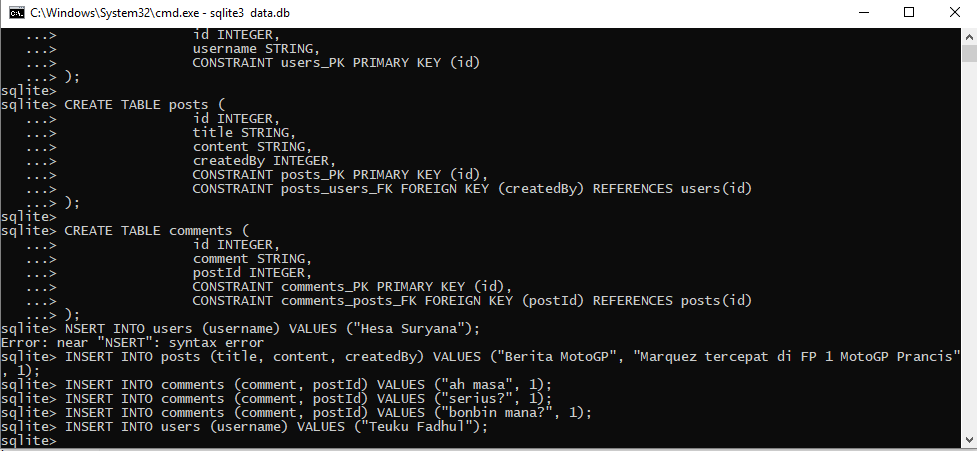 C:\Windows\System32\cmd.exe - sqlite3 data.db
...> id INTEGER,
...> username STRING,
...> CONSTRAINT users_PK PRIMARY KEY (id)
...> );
sqlite>
sqlite> CREATE TABLE posts (
...> id INTEGER,
...> title STRING,
...> content STRING,
...> createdBy INTEGER,
...> CONSTRAINT posts_PK PRIMARY KEY (id),
...> CONSTRAINT posts_users_FK FOREIGN KEY (createdBy) REFERENCES users(id)
...> );
sqlite>
sqlite> CREATE TABLE comments (
...> id INTEGER,
...> comment STRING,
...> postId INTEGER,
...> CONSTRAINT comments_PK PRIMARY KEY (id),
...> CONSTRAINT comments_posts_FK FOREIGN KEY (postId) REFERENCES posts(id)
...> );
sqlite> NSERT INTO users (username) VALUES ("Hesa Suryana");
Error: near "NSERT": syntax error
sqlite> INSERT INTO posts (title, content, createdBy) VALUES ("Berita MotoGP", "Marquez tercepat di FP 1 MotoGP Prancis"
, 1);
sqlite> INSERT INTO comments (comment, postId) VALUES ("ah masa", 1);
sqlite> INSERT INTO comments (comment, postId) VALUES ("serius?", 1);
sqlite> INSERT INTO comments (comment, postId) VALUES ("bonbin mana?", 1);
sqlite> INSERT INTO users (username) VALUES ("Teuku Fadhul");
sqlite>